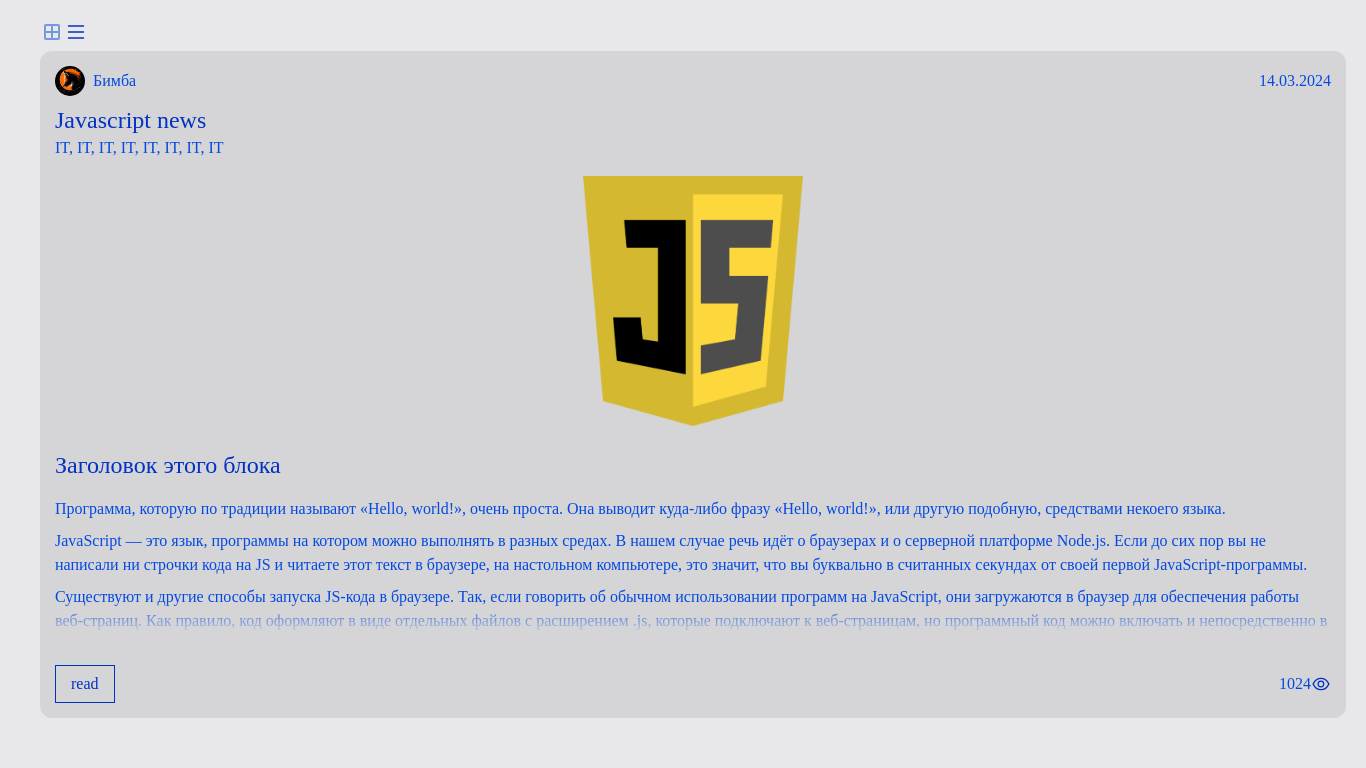 Бимба
14.03.2024
Javascript news
IT, IT, IT, IT, IT, IT, IT, IT
JS
Заголовок этого блока
Программа, которую по традиции называют «Hello, world!», очень проста. Она выводит куда-либо фразу «Hello, world!», или другую подобную, средствами некоего языка.
JavaScript — это язык, программы на котором можно выполнять в разных средах. В нашем случае речь идёт о браузерах и о серверной платформе Node.js. Если до сих пор вы не
написали ни строчки кода на JS и читаете этот текст в браузере, на настольном компьютере, это значит, что вы буквально в считанных секундах от своей первой JavaScript-программы.
Существуют и другие способы запуска JS-кода в браузере. Так, если говорить об обычном использовании программ на JavaScript, они загружаются в браузер для обеспечения работы
веб-страниц. Как правило, код оформляют в виде отдельных файлов с расширением .js, которые подключают к веб-страницам, но программный код можно включать и непосредственно в
read
1024